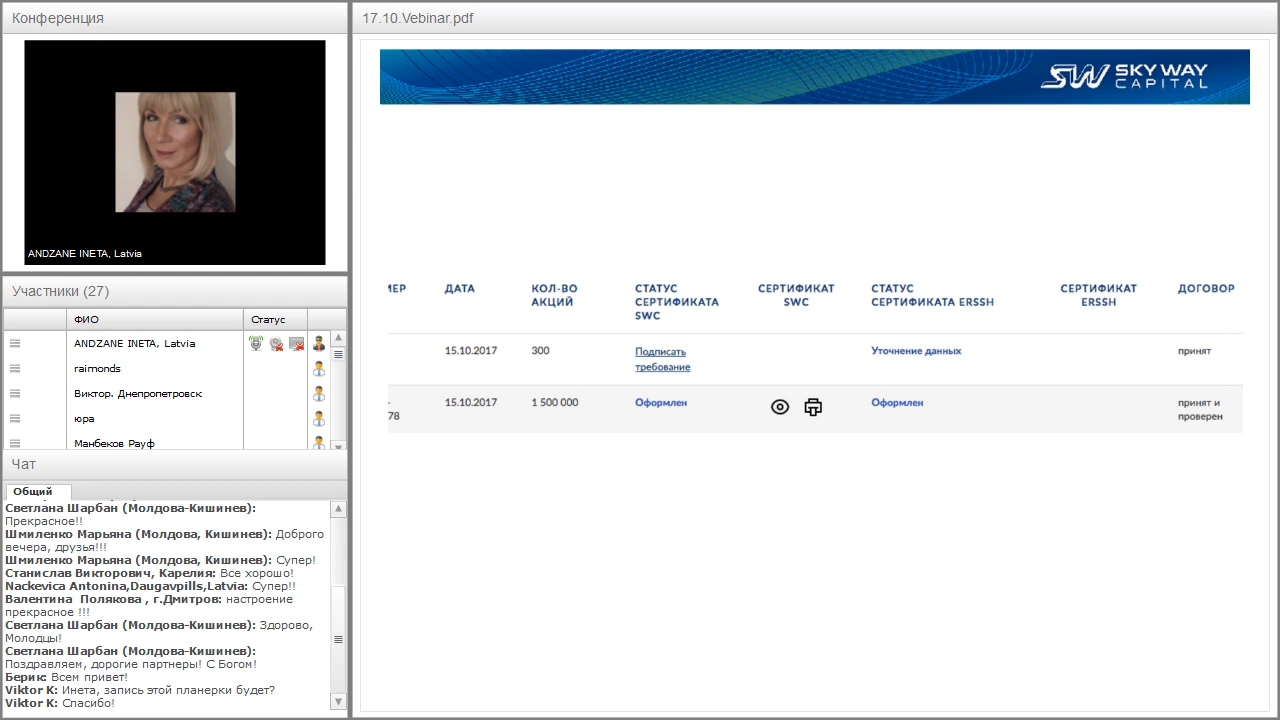 Конференция
ANDZANE INETA, Latvia
Участники (27)
ФИО
Статус
ANDZANE INETA, Latvia
raimonds
Виктор. Днепропетровск
юра
Манбеков Рауф
Чат
Общий
Светлана Шарбан (Молдова-Кишинев):
Прекрасное!!
Шмиленко Марьяна (Молдова, Кишинев): Доброго
вечера, друзья!!!
Шмиленко Марьяна (Молдова, Кишинев): Супер!
Станислав Викторович, Карелия: Все хорошо!
Nackevica Antonina,Daugavpills,Latvia: Супер!!
Валентина Полякова , г.Дмитров: настроение
прекрасное !!!
Светлана Шарбан (Молдова-Кишинев): Здорово,
Молодцы!
Светлана Шарбан (Молдова-Кишинев):
Поздравляем, дорогие партнеры! С Богом!
Берик: Всем привет!
Viktor K: Инета, запись этой планерки будет?
Viktor K: Спасибо!
17.10.Vebinar.pdf
SW SKY WAY
CAPITAL
МЕР ДАТА КОЛ-ВО СТАТУС СЕРТИФИКАТ СТАТУС СЕРТИФИКАТ ДОГОВОР
АКЦИЙ СЕРТИФИКАТА SWC СЕРТИФИКАТА ERSSH ERSSH
SWC
15.10.2017 300 Подписать Уточнение данных принят
требование
- 15.10.2017 1 500 000 Оформлен Оформлен принят и
78 проверен